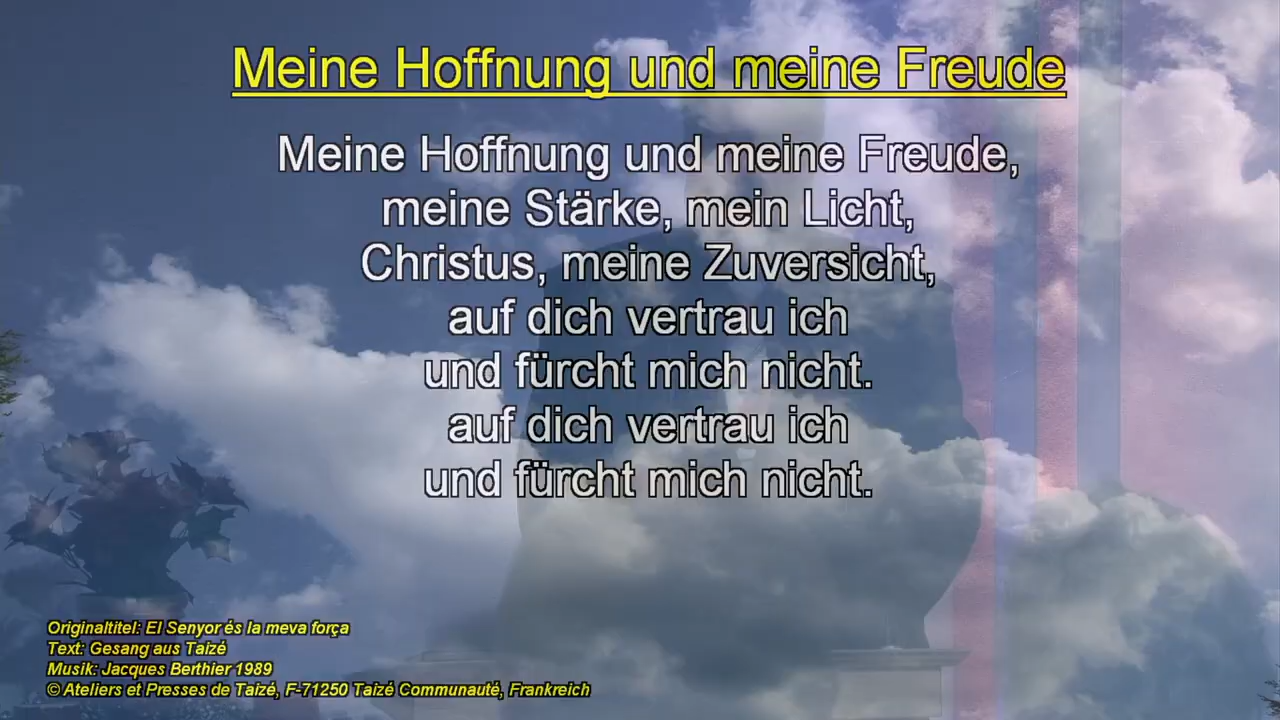 Meine Hoffnung und meine Freude
Meine Hoffnung und meine Freude,
meine Stärke, mein Licht,
Christus, meine Zuversicht,
auf dich vertrau ich
und fürcht mich nicht.
auf dich vertrau ich
und fürcht mich nicht.
Originaltitel: El Senyor és la meva força
Text: Gesang aus Taizé
Musik: Jacques Berthier 1989
© Ateliers et Presses de Taizé, F-71250 Taizé Communauté, Frankreich